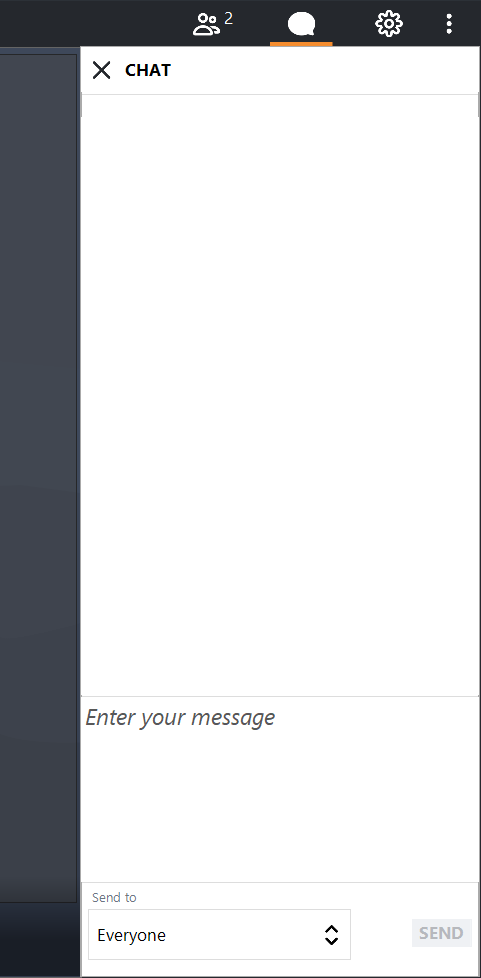 2
CHAT
Enter your message
Send to
Everyone
SEND